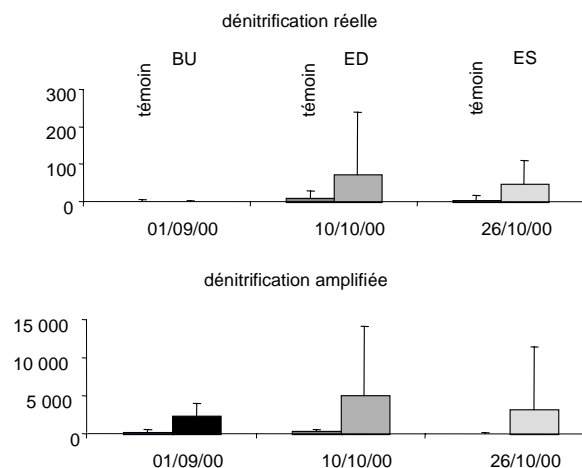 dénitrification réelle
témoin BU témoin ED témoin ES
300
200
100
0
01/09/00 10/10/00 26/10/00
dénitrification amplifiée
15 000
10 000
5 000
0
01/09/00 10/10/00 26/10/00